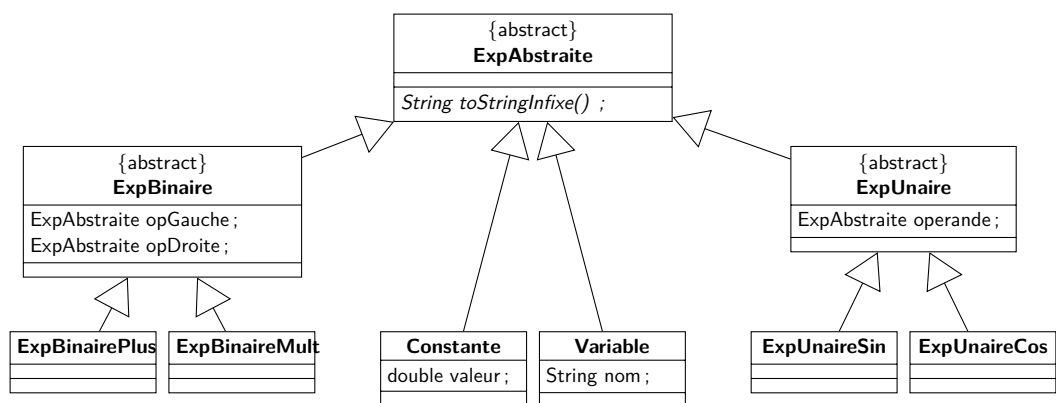 {abstract}
ExpAbstraite
String toStringInfixe() ;
{abstract}
ExpBinaire
ExpAbstraite opGauche ;
ExpAbstraite opDroite ;
{abstract}
ExpUnaire
ExpAbstraite operande ;
ExpBinairePlus
ExpBinaireMult
Constante
double valeur ;
Variable
String nom ;
ExpUnaireSin
ExpUnaireCos